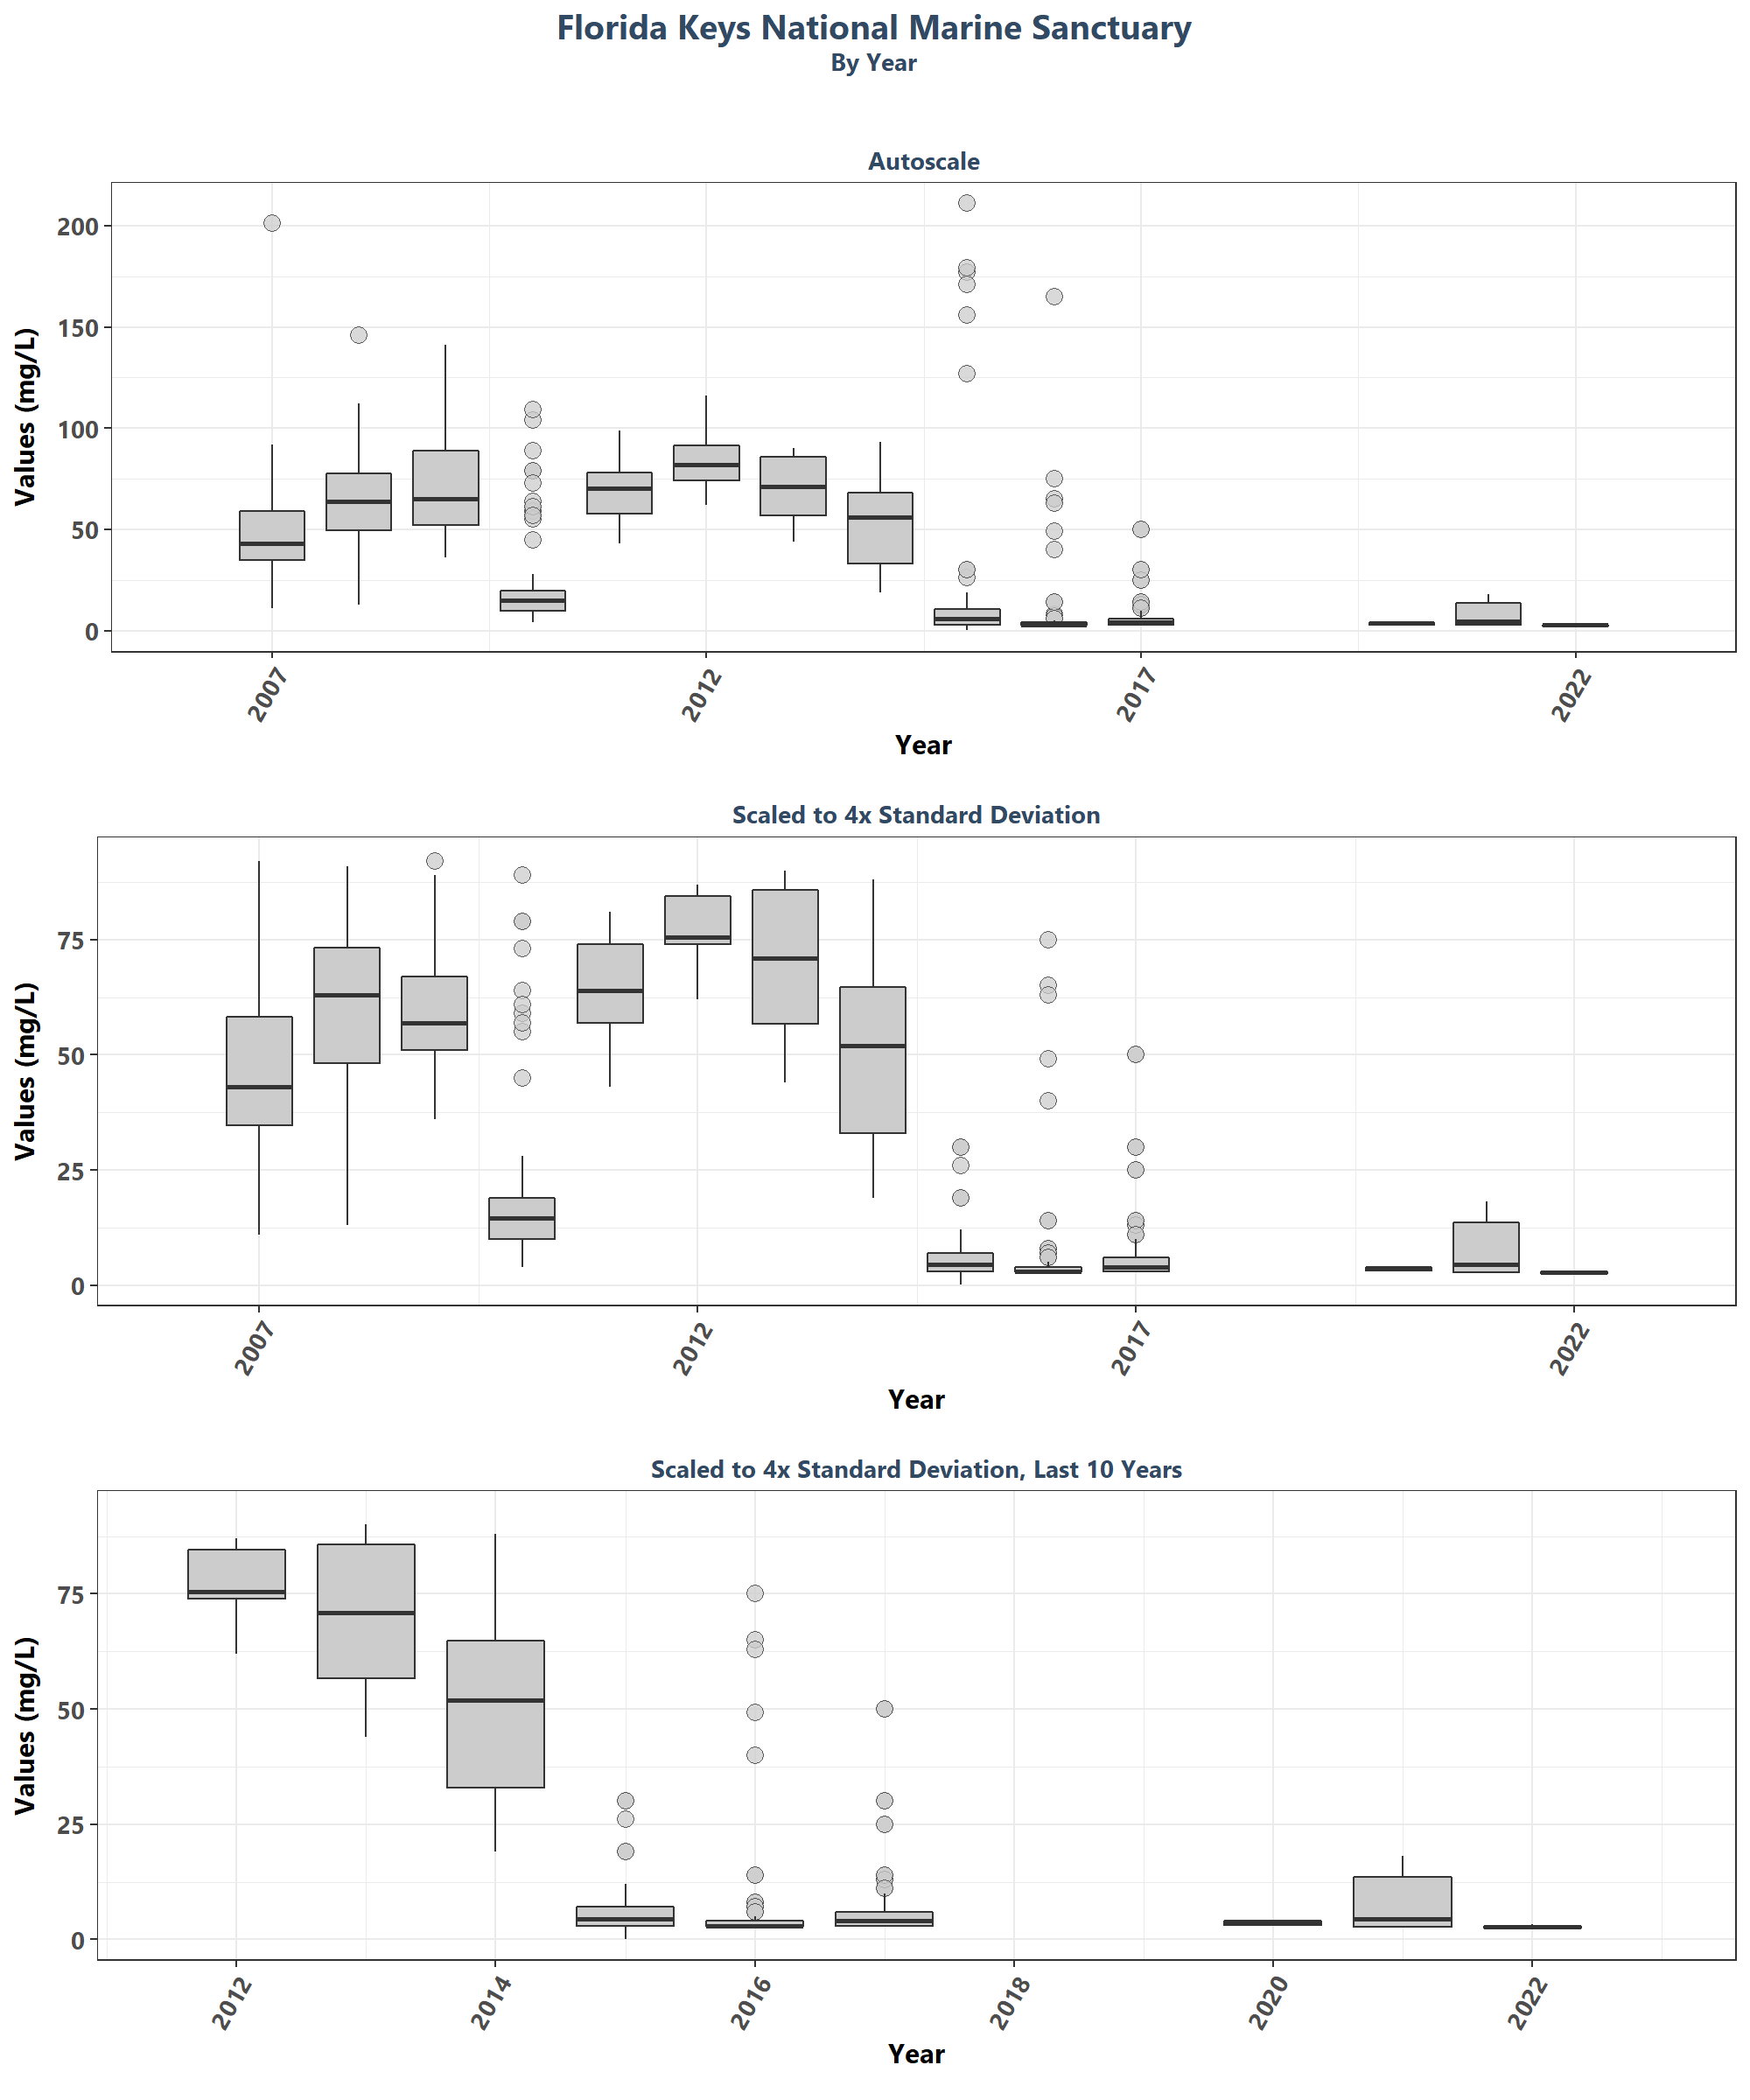 Florida Keys National Marine Sanctuary
By Year
Autoscale
Values (mg/L)
200
150
100
50
0
2007
2012
2017
2022
Year
Scaled to 4x Standard Deviation
Values (mg/L)
75
50
25
0
2007
2012
2017
2022
Year
Scaled to 4x Standard Deviation, Last 10 Years
Values (mg/L)
75
50
25
0
2012
2014
2016
2018
2020
2022
Year